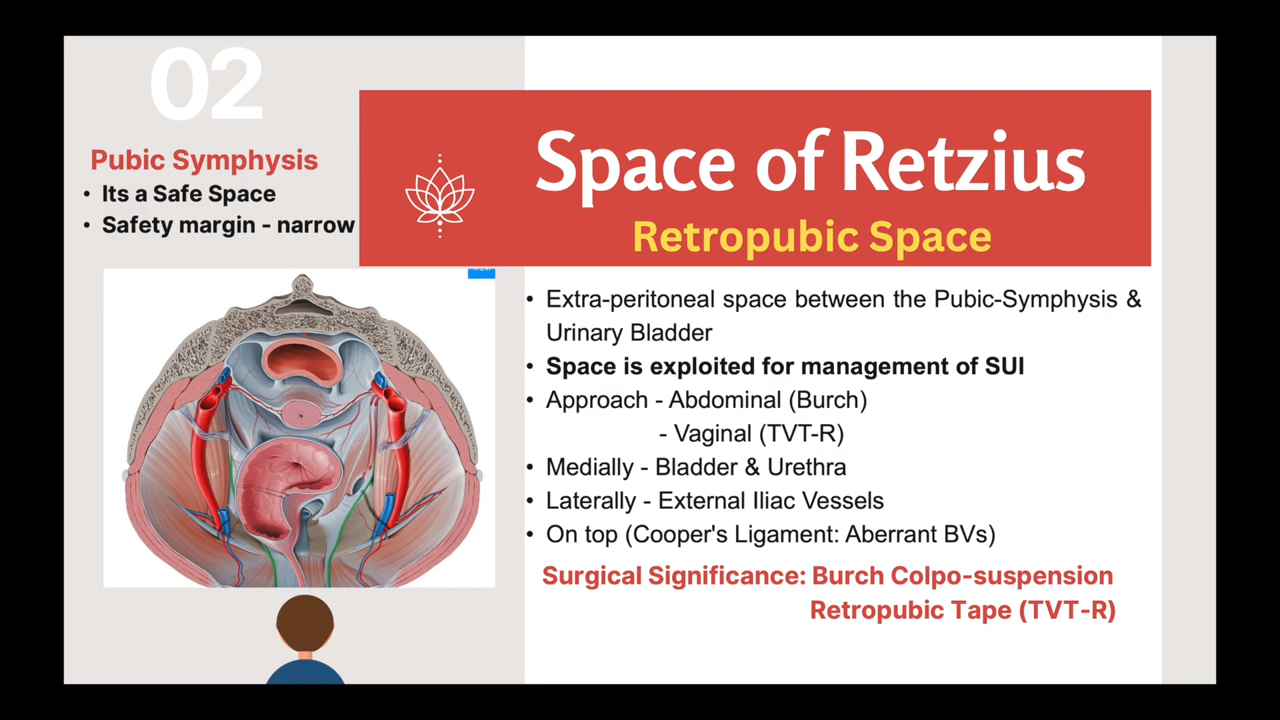 02
Pubic Symphysis
• Its a Safe Space
• Safety margin - narrow
Space of Retzius
Retropubic Space
• Extra-peritoneal space between the Pubic-Symphysis &
Urinary Bladder
• Space is exploited for management of SUI
• Approach - Abdominal (Burch)
- Vaginal (TVT-R)
• Medially - Bladder & Urethra
• Laterally - External Iliac Vessels
• On top (Cooper's Ligament: Aberrant BVs)
Surgical Significance: Burch Colpo-suspension
Retropubic Tape (TVT-R)